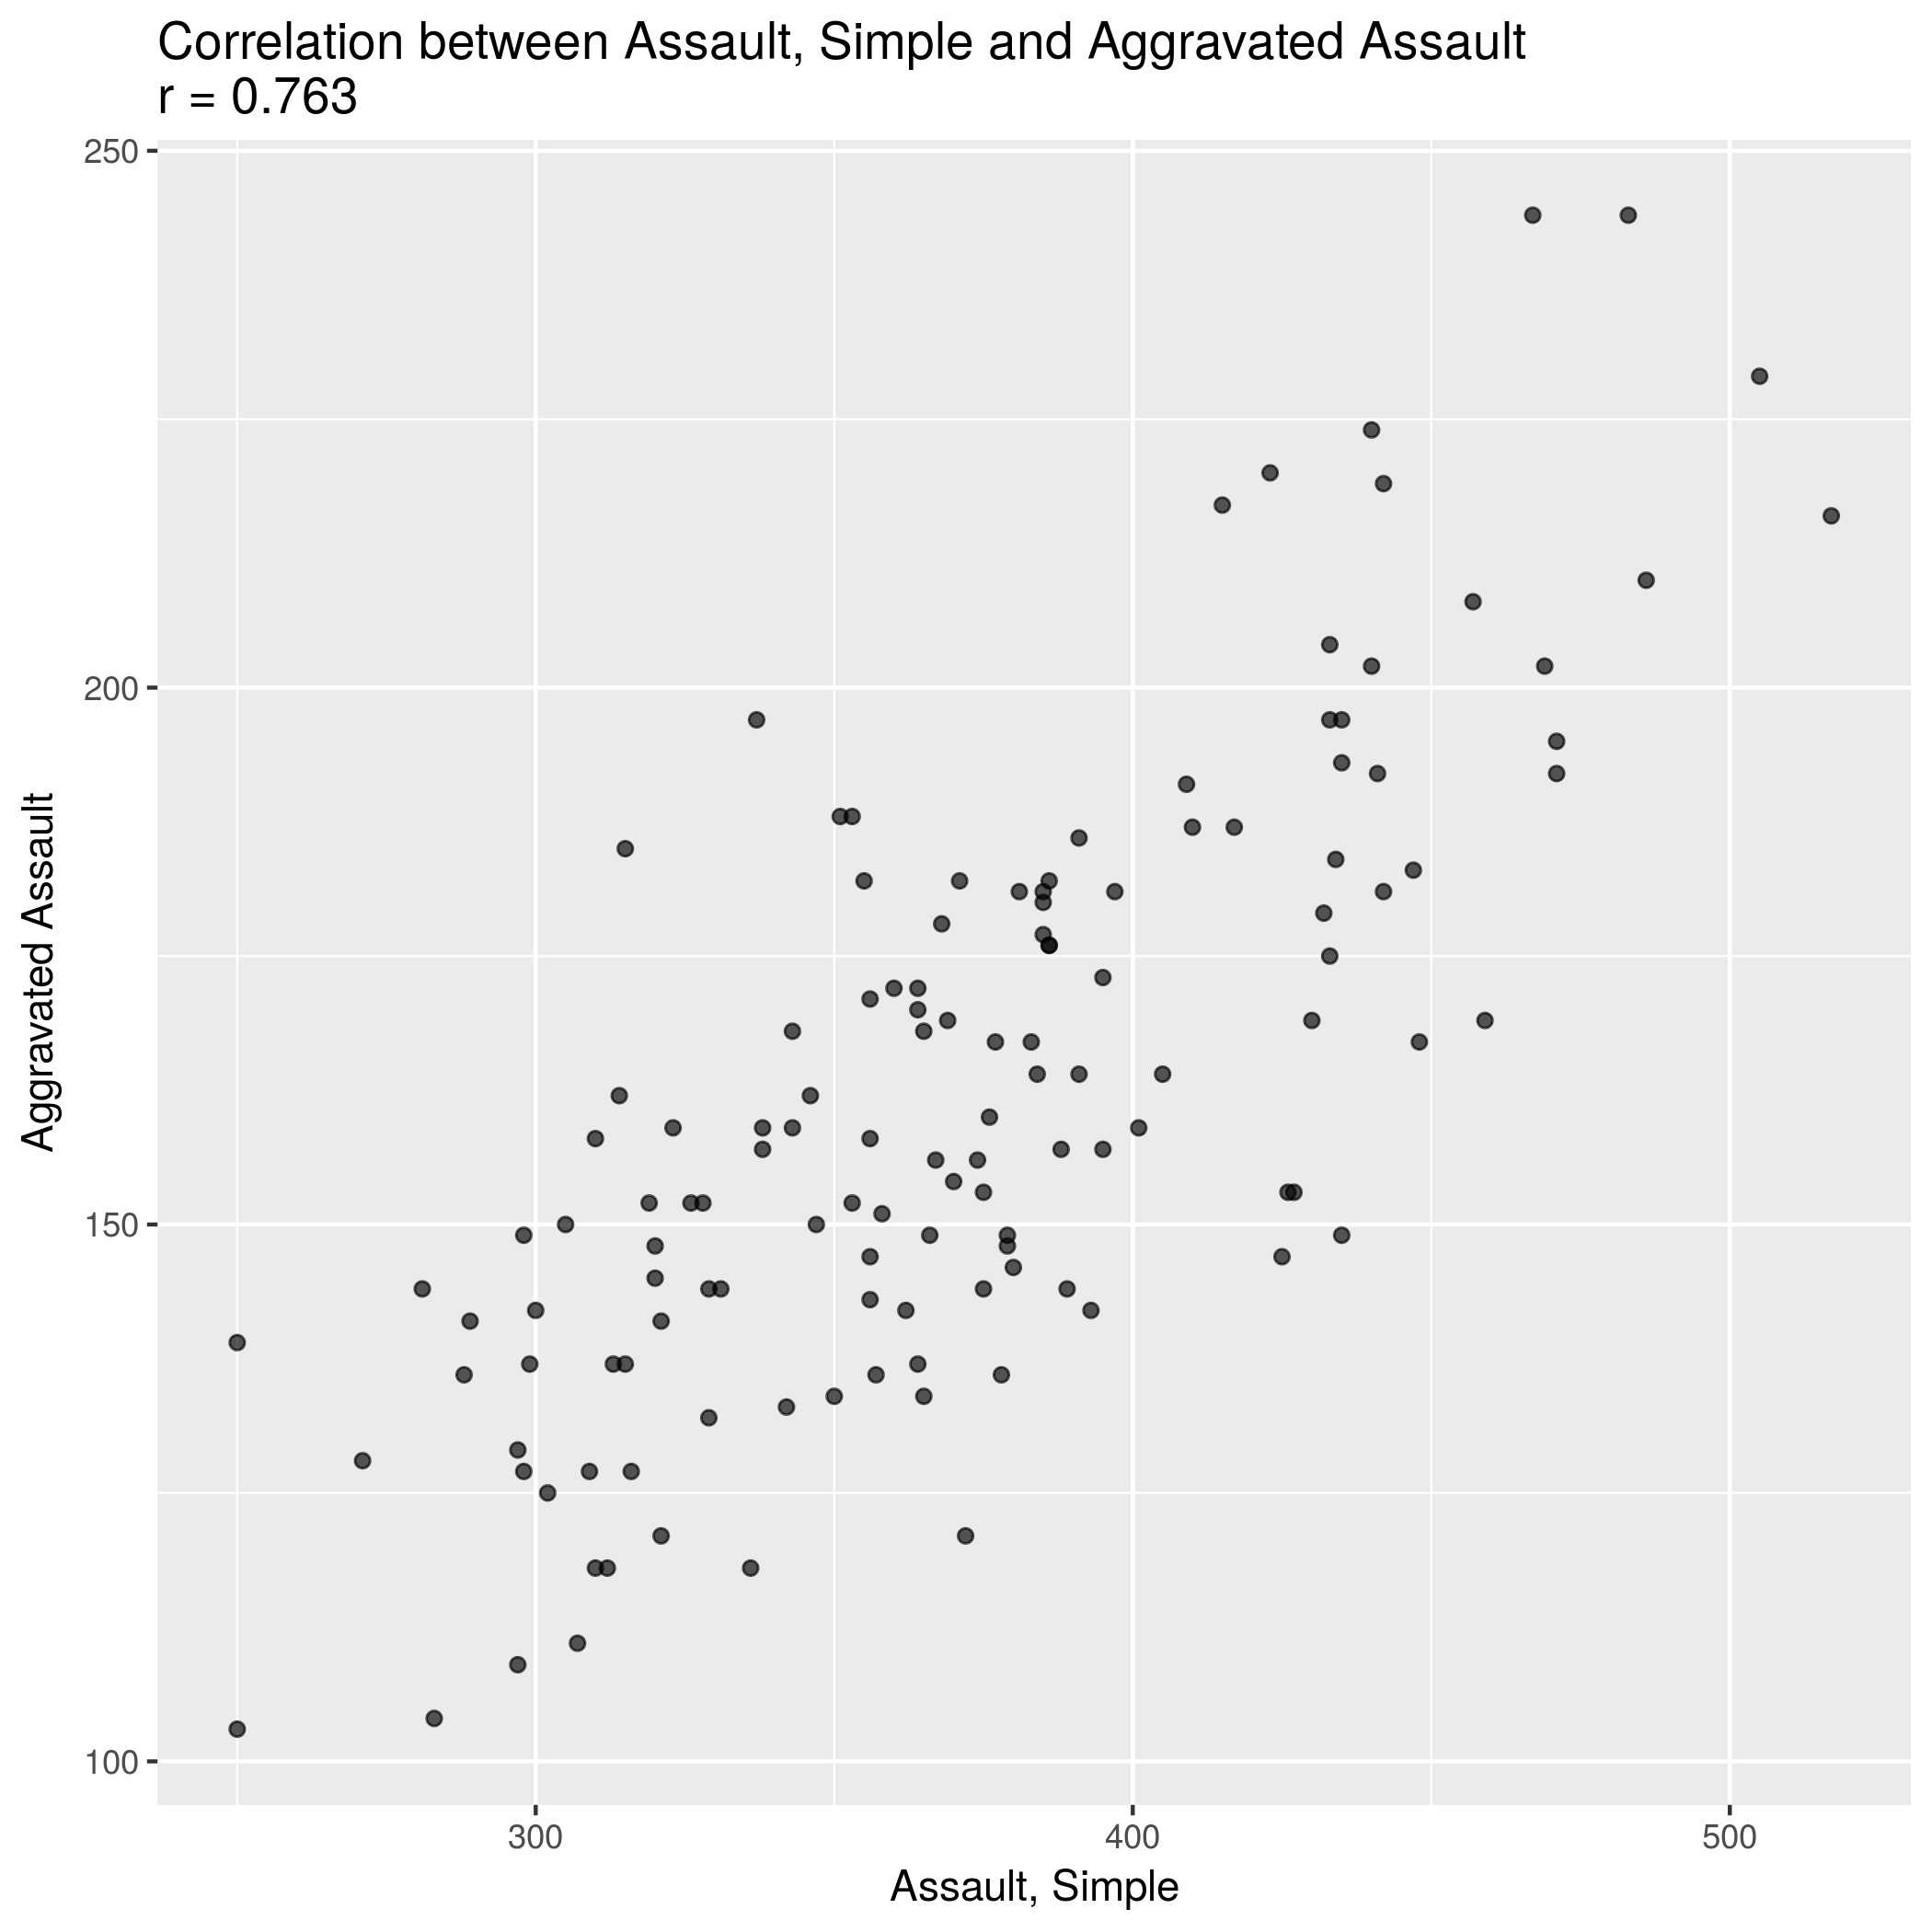 Correlation between Assault, Simple and Aggravated Assault
r = 0.763
250
200
150
100
Aggravated Assault
300
400
500
Assault, Simple